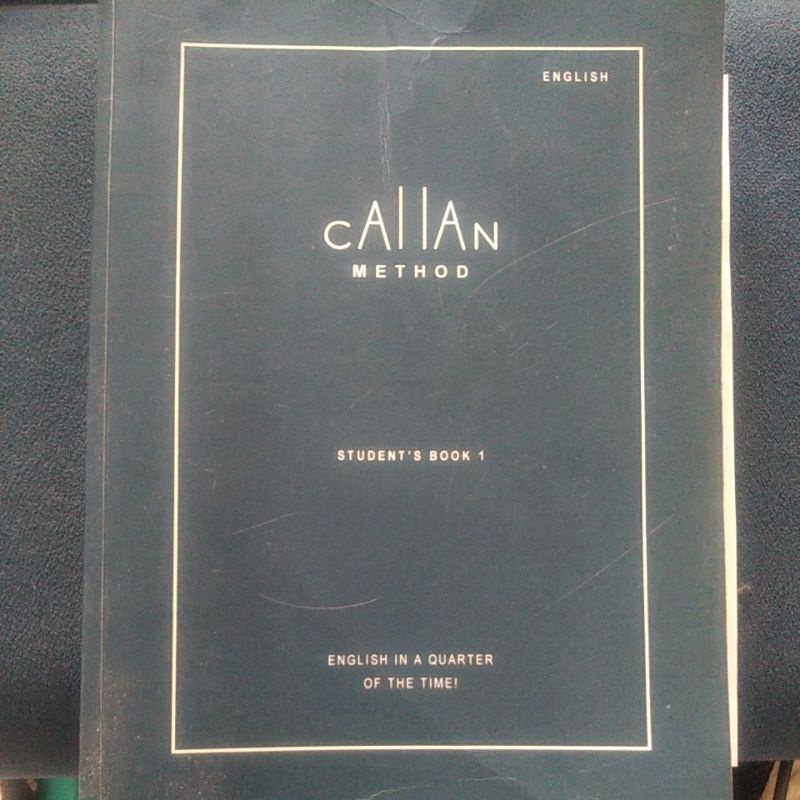 ENGLISH
CAllAN
METHOD
STUDENT'S BOOK 1
ENGLISH IN A QUARTER
OF THE TIME!